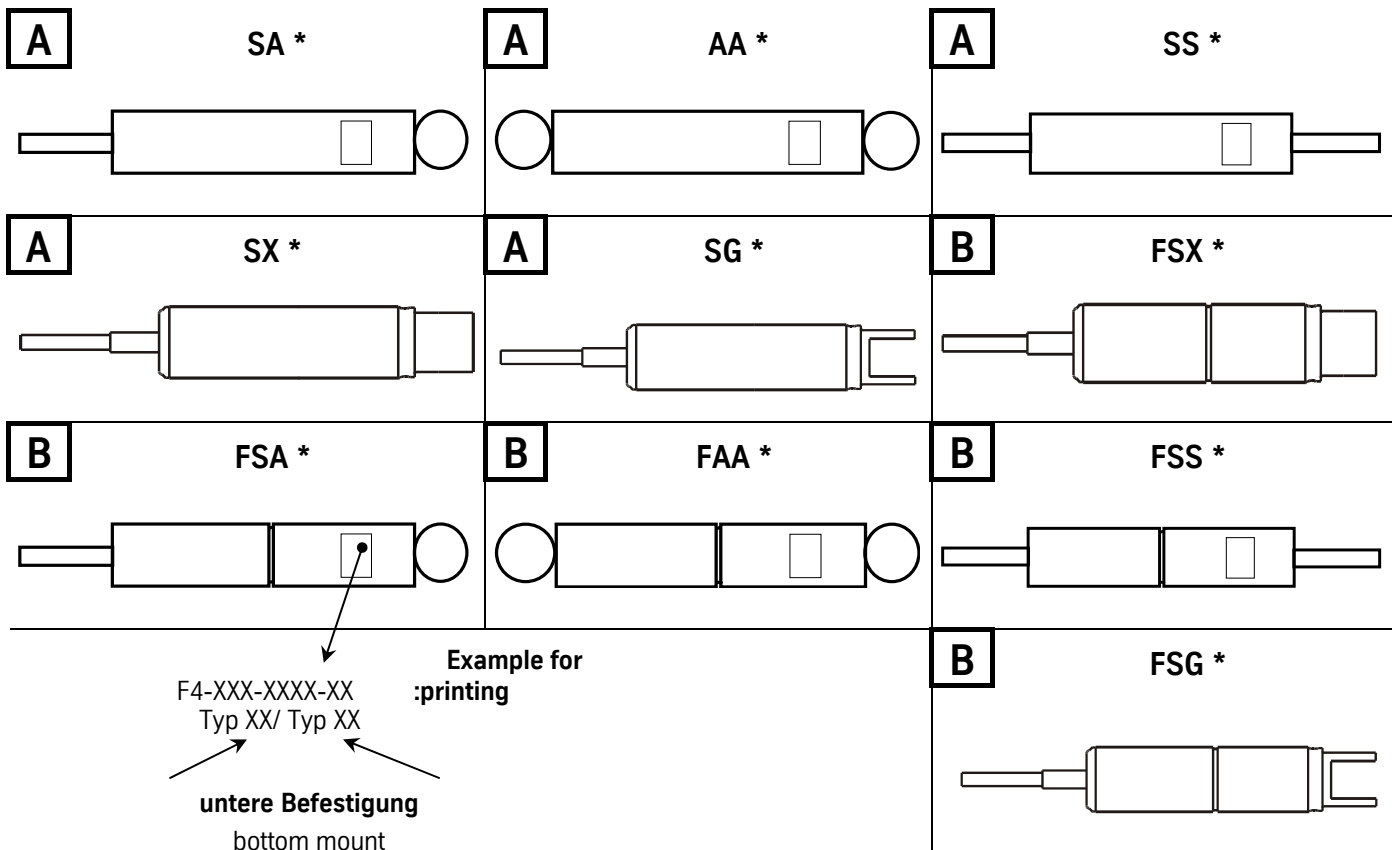 A
SA *
A
AA *
A
SS *
A
SX *
A
SG *
B
FSX *
B
FSA *
B
FAA *
B
FSS *
Example for
:printing
F4-XXX-XXXX-XX
Typ XX/ Typ XX
untere Befestigung
bottom mount
B
FSG *